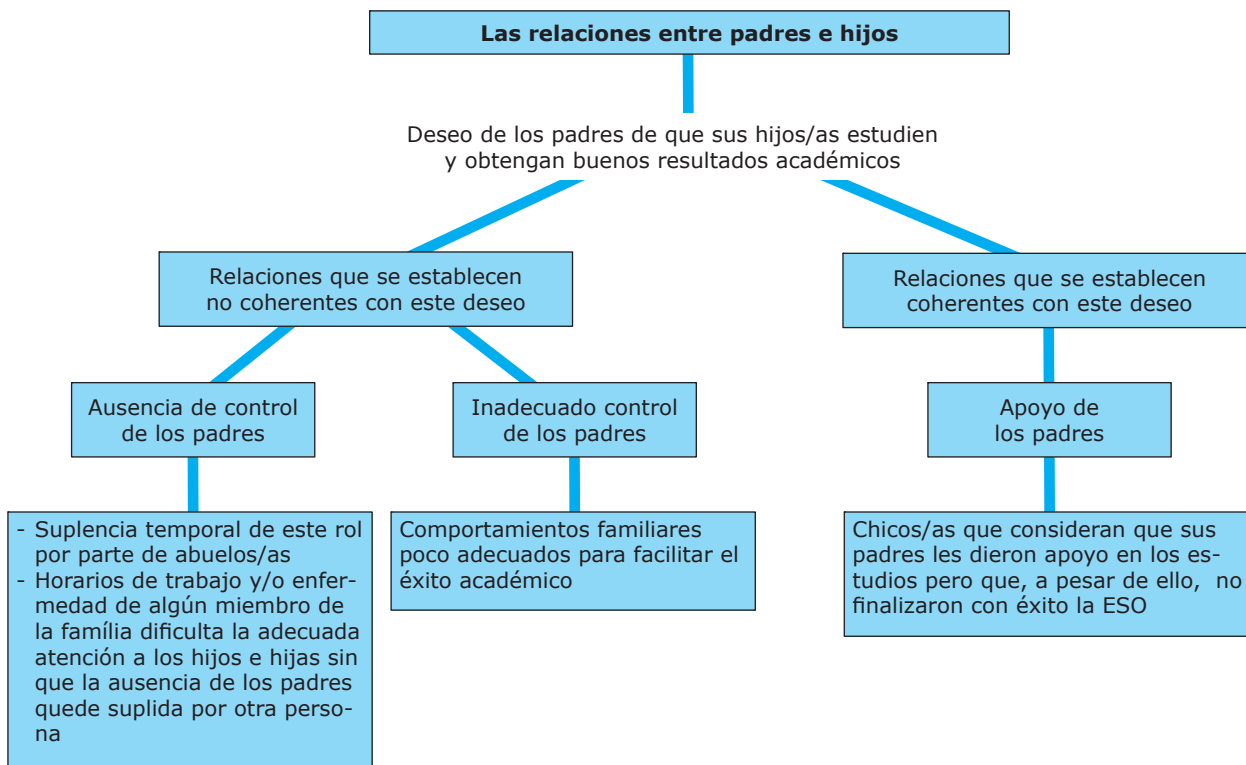 Las relaciones entre padres e hijos
Deseo de los padres de que sus hijos/as estudien
y obtengan buenos resultados académicos
Relaciones que se establecen
no coherentes con este deseo
Relaciones que se establecen
coherentes con este deseo
Ausencia de control
de los padres
Inadecuado control
de los padres
Apoyo de
los padres
- Suplencia temporal de este rol
por parte de abuelos/as
- Horarios de trabajo y/o enfer-
medad de algún miembro de
la família dificulta la adecuada
atención a los hijos e hijas sin
que la ausencia de los padres
quede suplida por otra perso-
na
Comportamientos familiares
poco adecuados para facilitar el
éxito académico
Chicos/as que consideran que sus
padres les dieron apoyo en los es-
tudios pero que, a pesar de ello, no
finalizaron con éxito la ESO